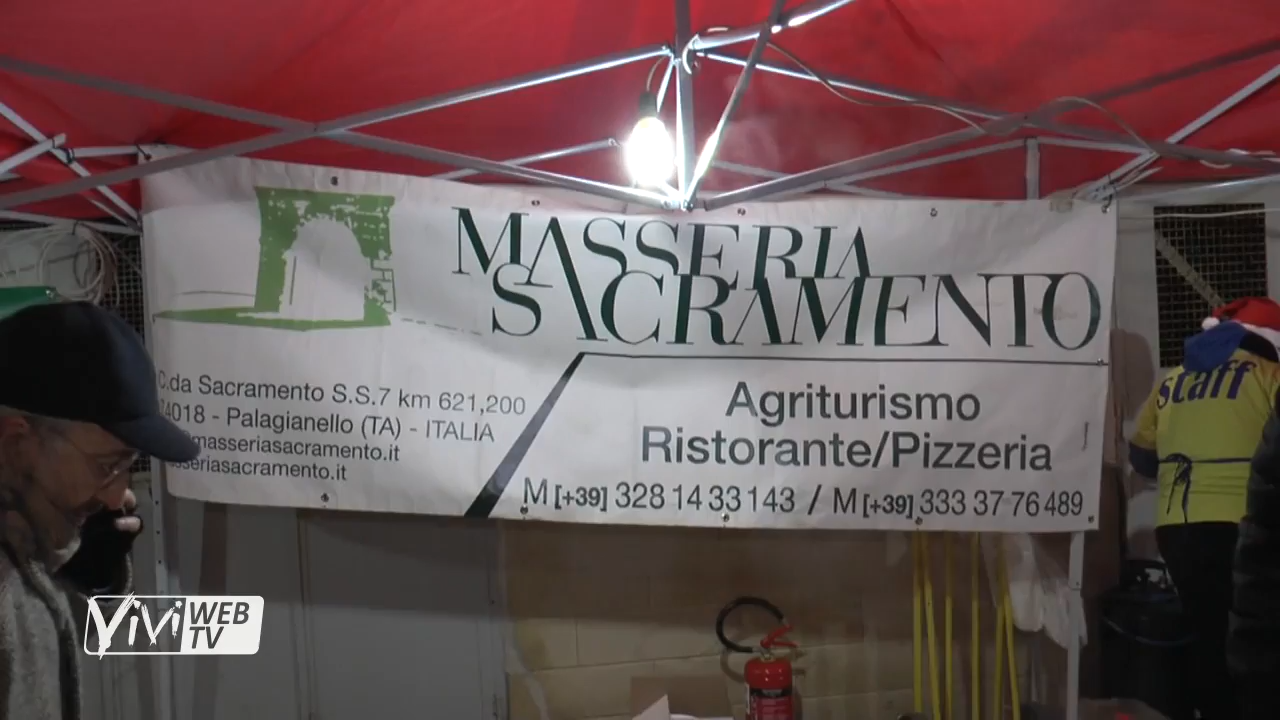 MASSERIA
SACRAMENTO
C.da Sacramento S.S.7 km 621,200
74018 - Palagianello (TA) - ITALIA
masseriasacramento.it
masseriasacramento.it
Agriturismo
Ristorante/Pizzeria
M [+39] 328 14 33 143 / M [+39] 333 37 76 489
staff
ViVi WEB TV